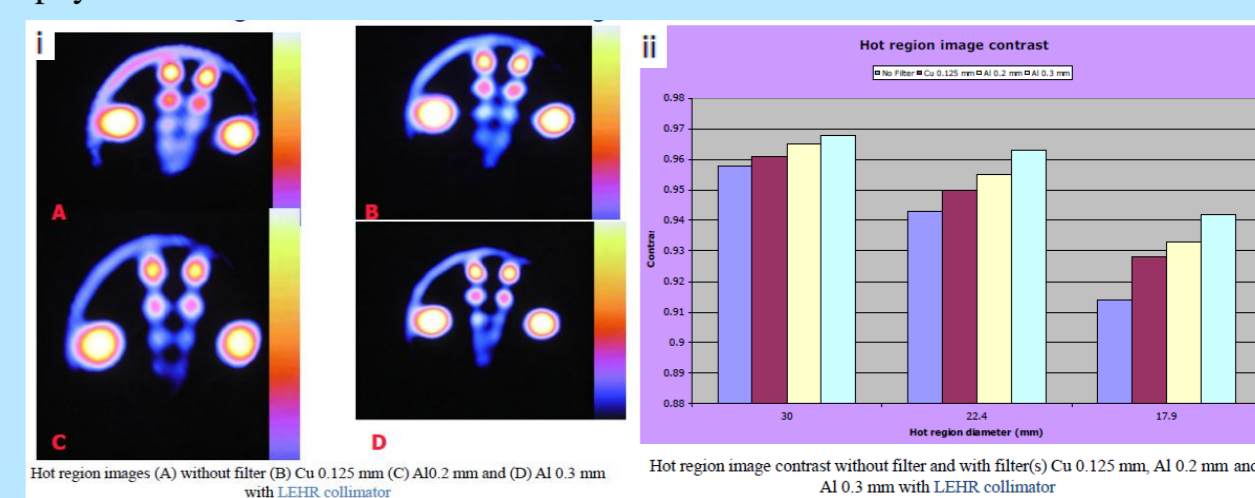 i
A
B
C
D
Hot region images (A) without filter (B) Cu 0.125 mm (C) Al0.2 mm and (D) Al 0.3 mm
with LEHR collimator
ii
Hot region image contrast
No Filter Cu 0.125 mm Al 0.2 mm Al 0.3 mm
0.98
0.97
0.96
0.95
0.94
0.93
0.92
0.91
0.9
0.89
0.88
Contra
30
22.4
17.9
Hot region diameter (mm)
Hot region image contrast without filter and with filter(s) Cu 0.125 mm, Al 0.2 mm and
Al 0.3 mm with LEHR collimator